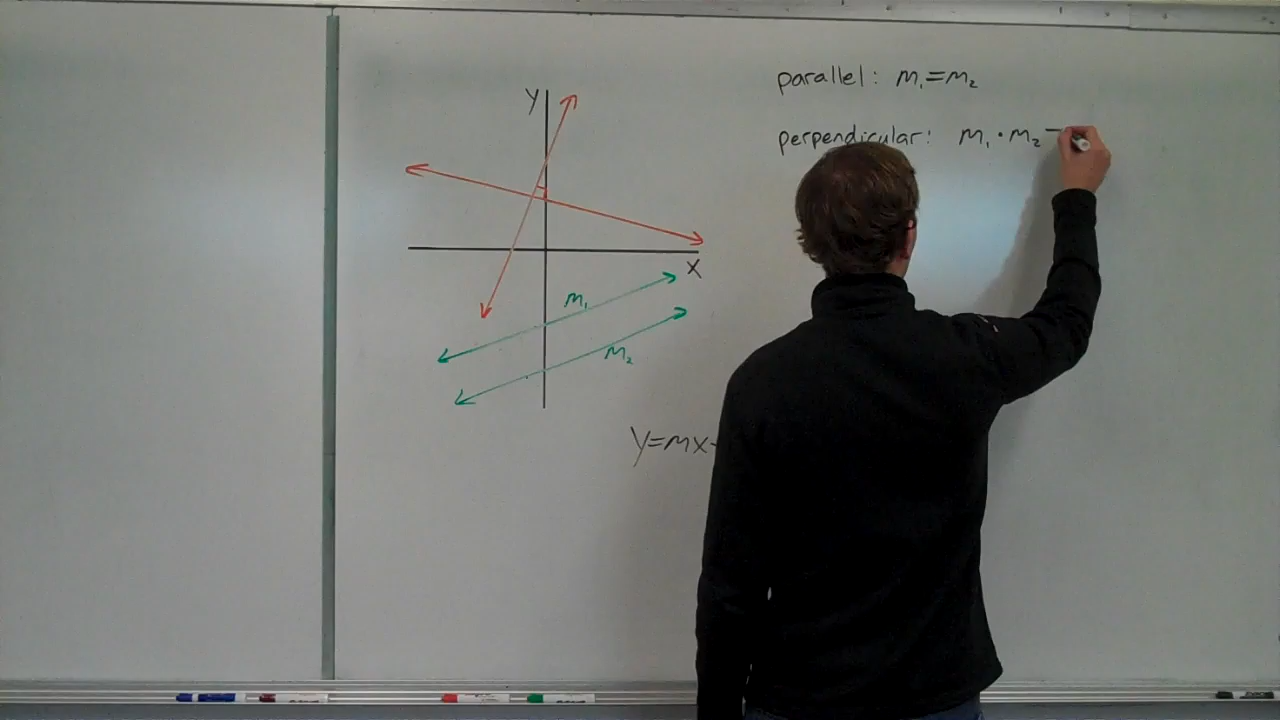 parallel: m₁=m₂
perpendicular: m₁·m₂
y
x
m₁
m₂
y=mx